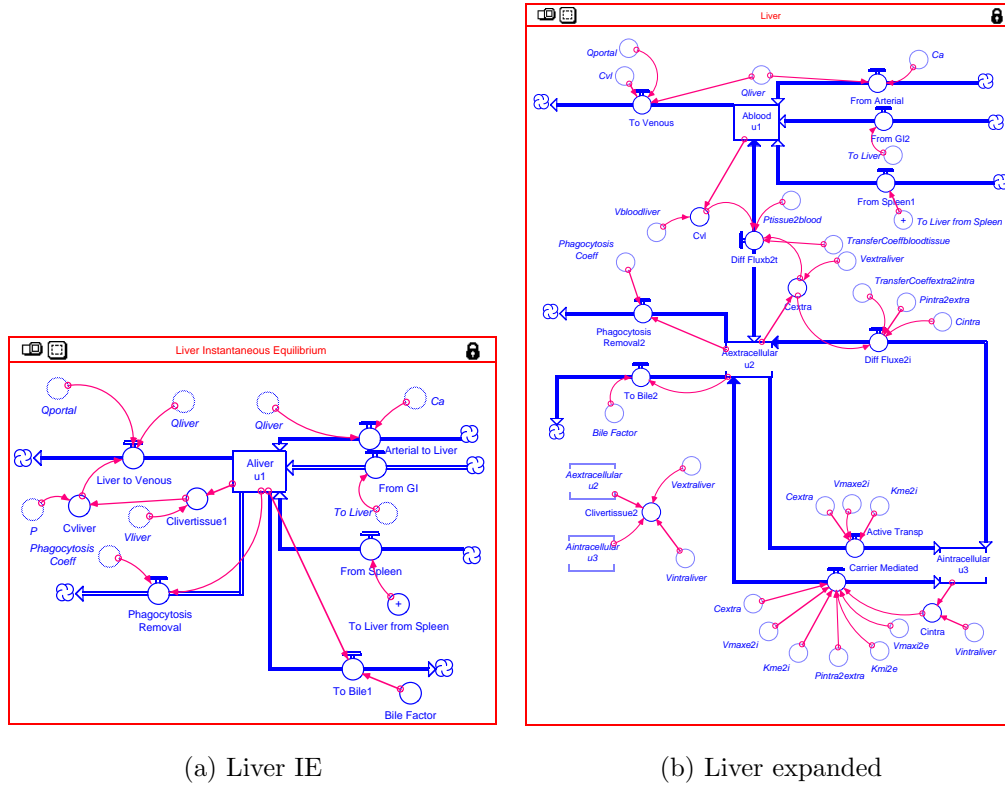 Liver
Qportal
Ca
Cvl
Qliver
From Arterial
To Venous
Ablood
u1
From GI2
To Liver
From Spleen1
Vbloodliver
Ptissue2blood
To Liver from Spleen
+
Cvl
Phagocytosis
Coeff
Diff Fluxb2t
TransferCoeffbloodtissue
Vextraliver
TransferCoeffextra2intra
Cextra
Pintra2extra
Cintra
Phagocytosis
Removal2
Aextracellular
u2
Diff Fluxe2i
To Bile2
Bile Factor
Aextracellular
u2
Vextraliver
Clivertissue2
Aintracellular
u3
Vintraliver
Cextra
Vmaxe2i
Kme2i
Active Transp
Aintracellular
u3
Carrier Mediated
Cextra
Cintra
Vmaxe2i
Vmaxi2e
Vintraliver
Kme2i
Kmi2e
Pintra2extra
Liver Instantaneous Equilibrium
Qportal
Qliver
Qliver
Ca
Arterial to Liver
Aliver
u1
Liver to Venous
From GI
P
Cvliver
Clivertissue1
Vliver
To Liver
Phagocytosis
Coeff
From Spleen
+
Phagocytosis
Removal
To Liver from Spleen
To Bile1
Bile Factor
(a) Liver IE
(b) Liver expanded